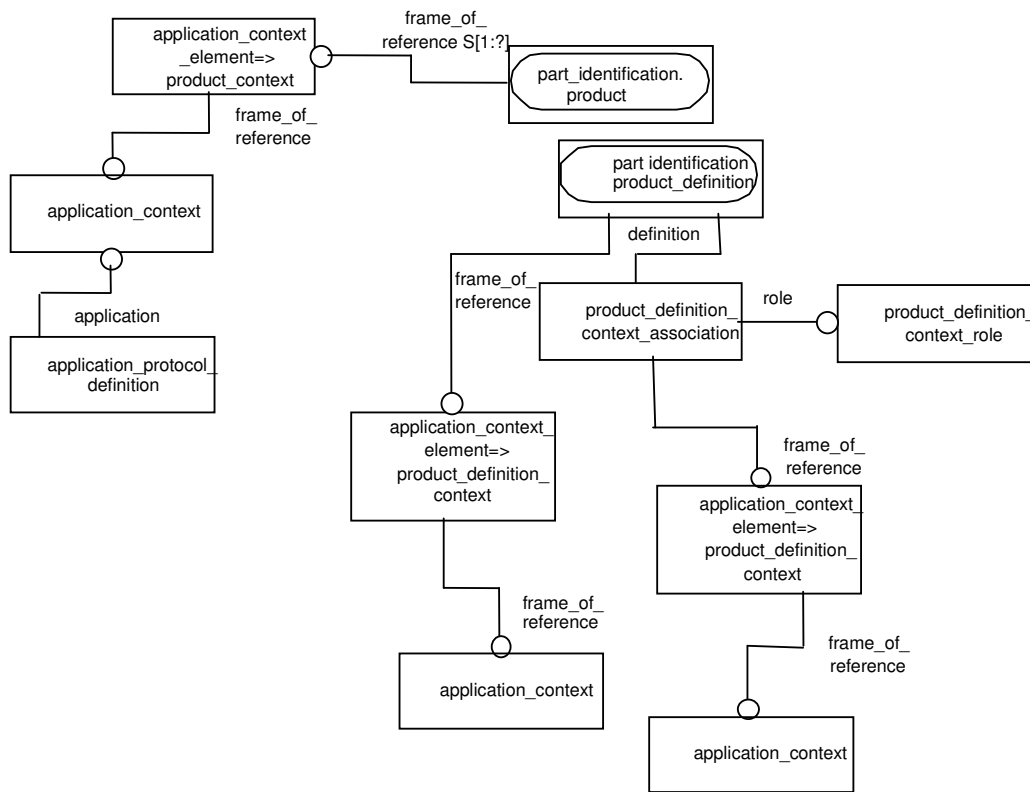 frame_of_
reference S[1:?]
application_context
_element=>
product_context
part_identification.
product
frame_of_
reference
part identification
product_definition
application_context
definition
frame_of_
reference
application
product_definition_
context_association
role
product_definition_
context_role
application_protocol_
definition
application_context_
element=>
product_definition_
context
frame_of_
reference
application_context_
element=>
product_definition_
context
frame_of_
reference
application_context
frame_of_
reference
application_context